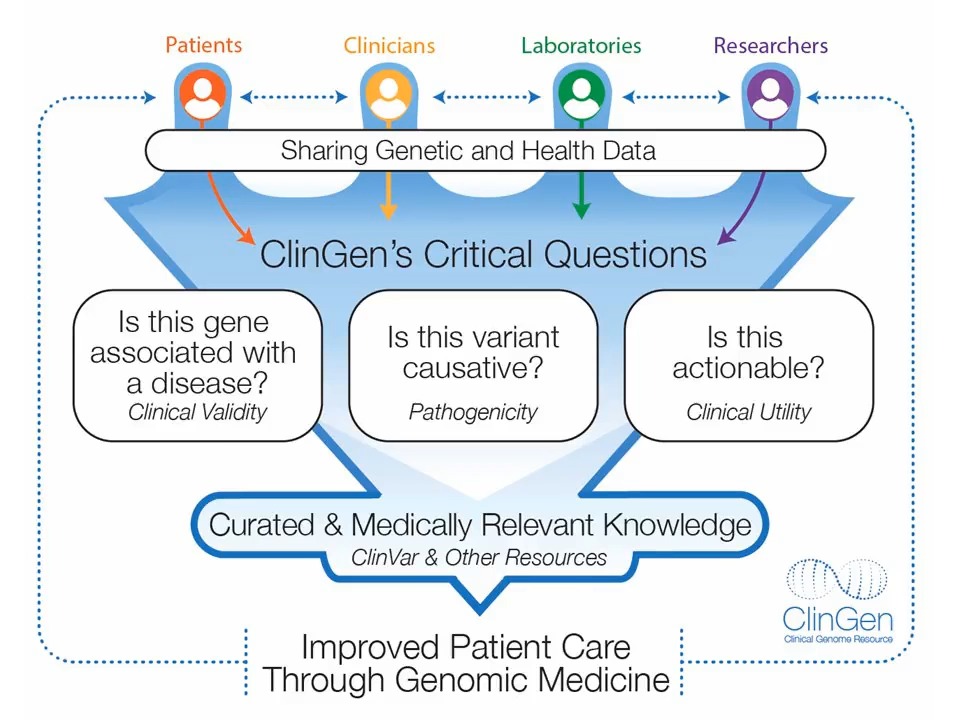 Patients
Clinicians
Laboratories
Researchers
Sharing Genetic and Health Data
ClinGen's Critical Questions
Is this gene
associated with
a disease?
Clinical Validity
Is this variant
causative?
Pathogenicity
Is this
actionable?
Clinical Utility
Curated & Medically Relevant Knowledge
ClinVar & Other Resources
ClinGen
Clinical Genome Resource
Improved Patient Care
Through Genomic Medicine